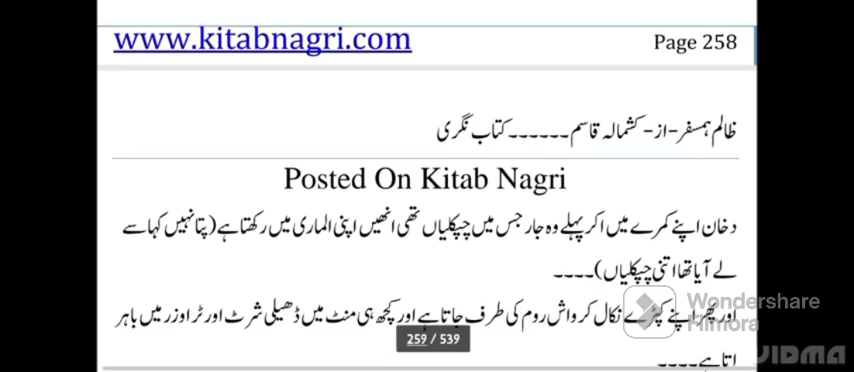 www.kitabnagri.com Page 258
ظالم ہمسفر -از- کشمالہ قاسم ۔۔۔۔۔۔ کتاب نگری
Posted On Kitab Nagri
دخان اپنے کمرے میں اکر پہلے وہ جار جس میں چپکلیاں تھی انھیں اپنی الماری میں رکھتا ہے (پتا نہیں کہا سے
لے آیا تھا اتنی چپکلیاں)۔۔۔۔
اور پھر اپنے کپڑے نکال کر واش روم کی طرف جاتا ہے اور کچھ ہی منٹ میں ڈھیلی شرٹ اور ٹراوزر میں باہر
اتا ہے۔۔۔۔
259 / 539
Wondershare
Filmora
VIDMA